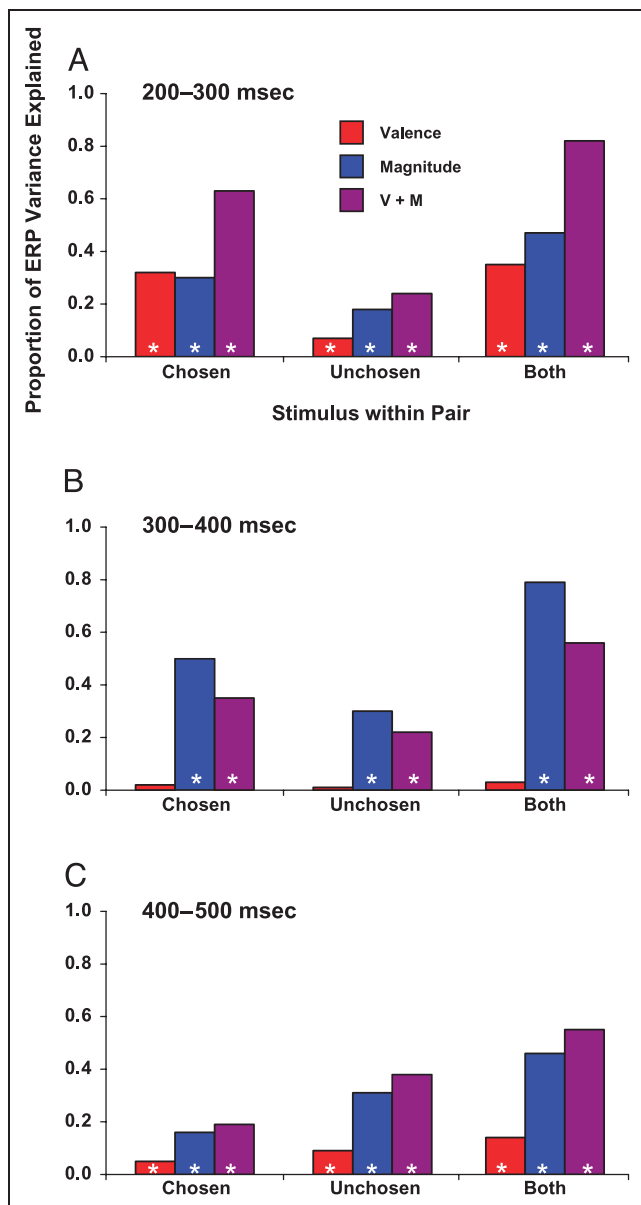 A
200–300 msec
Proportion of ERP Variance Explained
Valence
Magnitude
V + M
1.0
0.8
0.6
0.4
0.2
0.0
* * * * * * * * *
Chosen Unchosen Both
Stimulus within Pair
B
300–400 msec
1.0
0.8
0.6
0.4
0.2
0.0
* * * * * *
Chosen Unchosen Both
C
400–500 msec
1.0
0.8
0.6
0.4
0.2
0.0
* * * * * * * * *
Chosen Unchosen Both